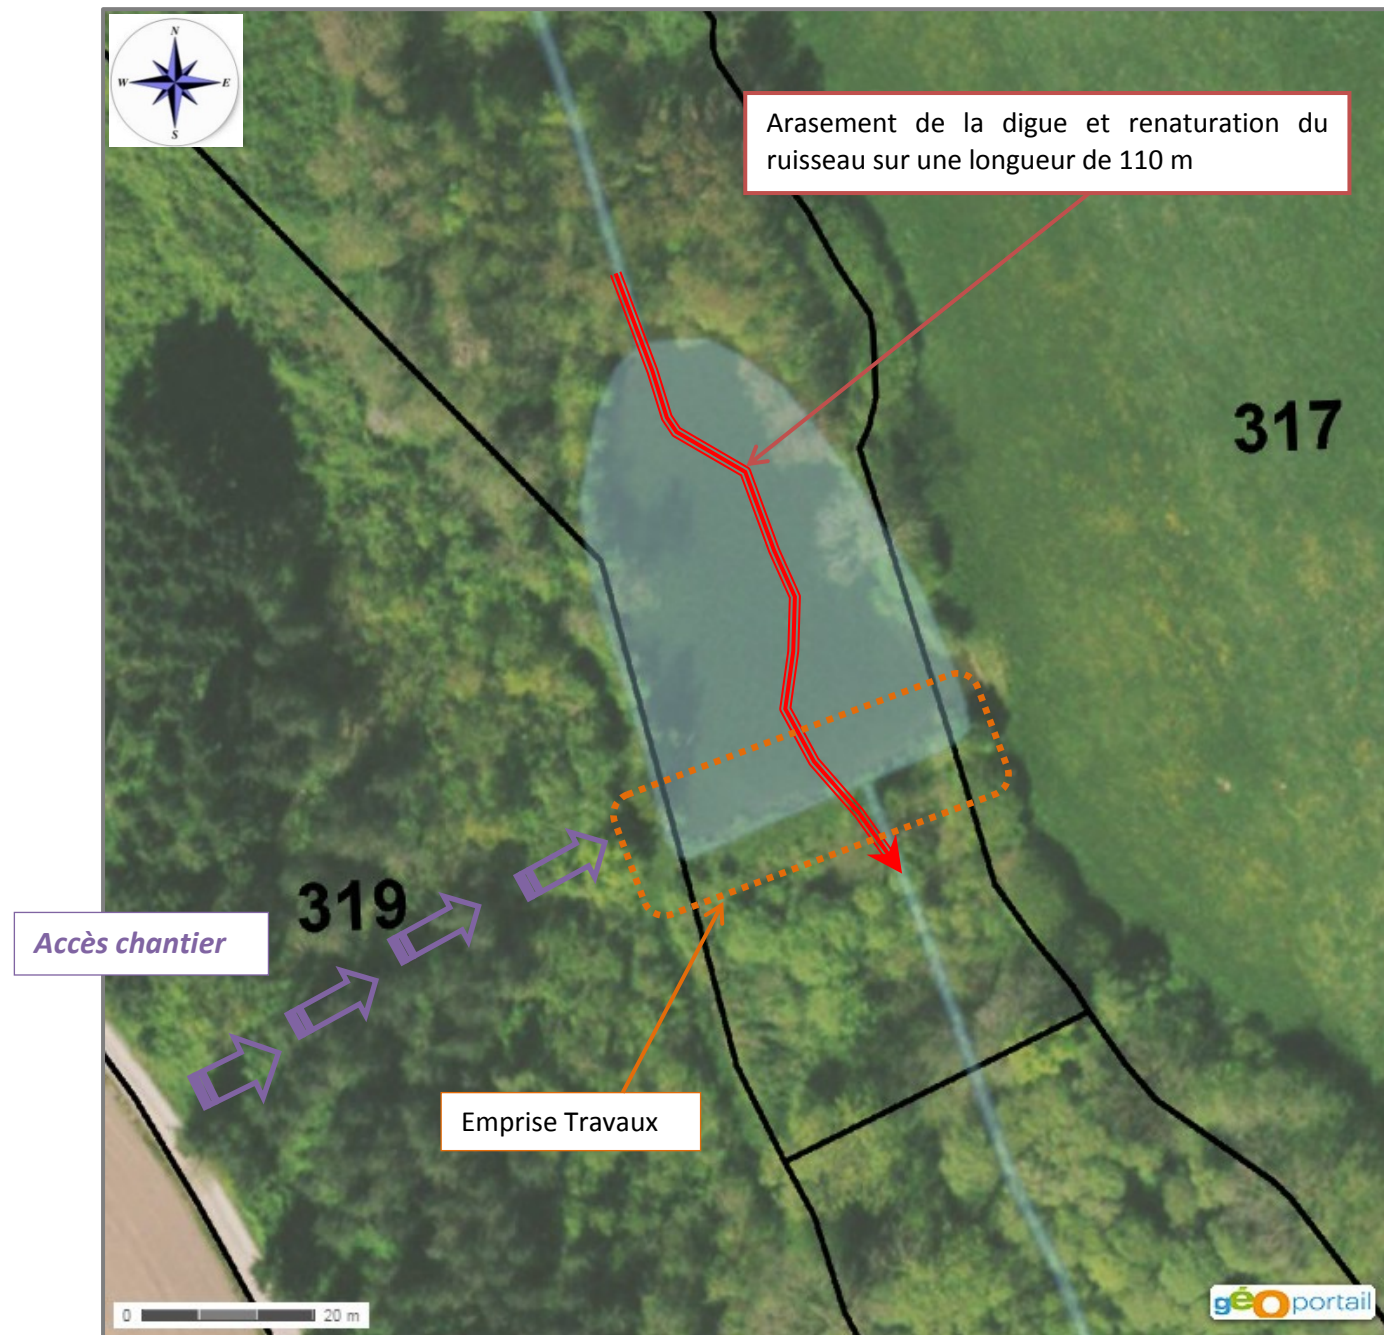 N
W E
S
Arasement de la digue et renaturation du
ruisseau sur une longueur de 110 m
317
319
Accès chantier
Emprise Travaux
0 20 m
géoportail